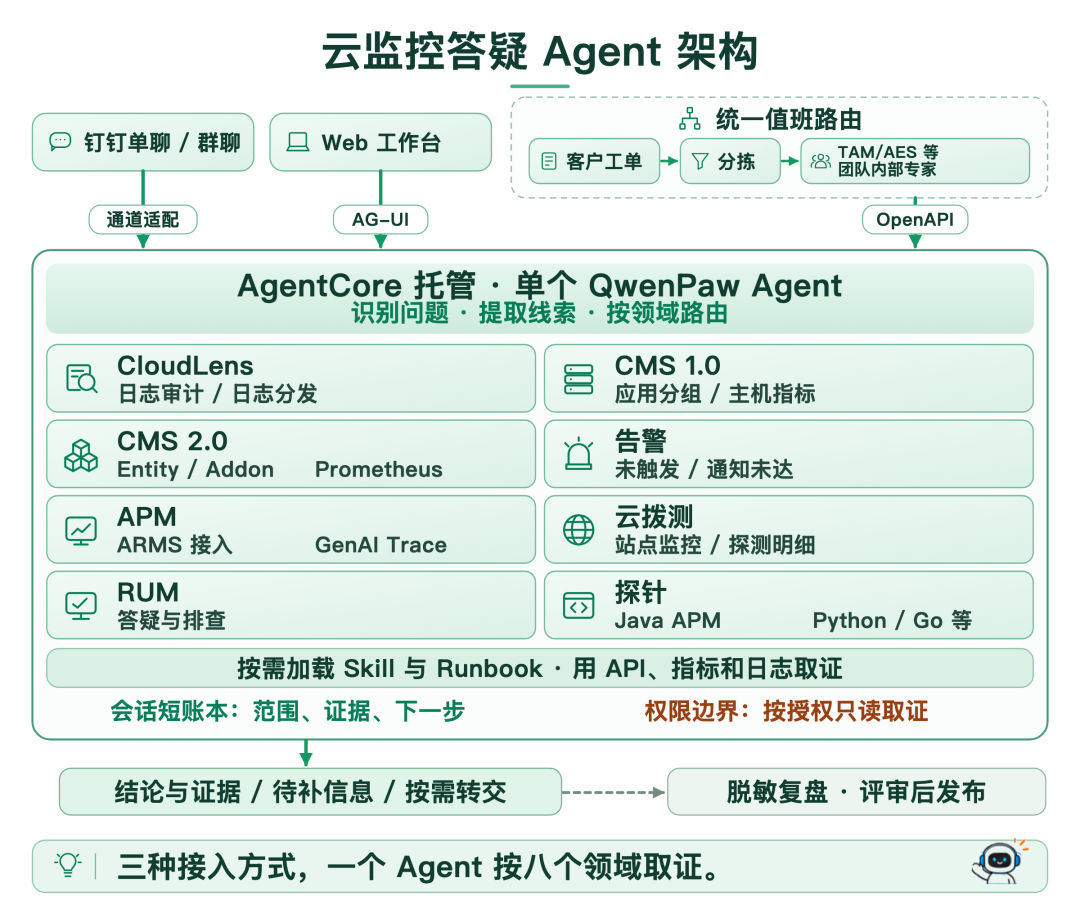 云监控答疑 Agent 架构
钉钉单聊 / 群聊
Web 工作台
统一值班路由
客户工单
分拣
TAM/AES 等
团队内部专家
通道适配
AG-UI
OpenAPI
AgentCore 托管 · 单个 QwenPaw Agent
识别问题 · 提取线索 · 按领域路由
CloudLens
日志审计 / 日志分发
CMS 1.0
应用分组 / 主机指标
CMS 2.0
Entity / Addon Prometheus
告警
未触发 / 通知未达
APM
ARMS 接入 GenAI Trace
云拨测
站点监控 / 探测明细
RUM
答疑与排查
探针
Java APM Python / Go 等
按需加载 Skill 与 Runbook · 用 API、指标和日志取证
会话短账本：范围、证据、下一步
权限边界：按授权只读取证
结论与证据 / 待补信息 / 按需转交
脱敏复盘 · 评审后发布
三种接入方式，一个 Agent 按八个领域取证。